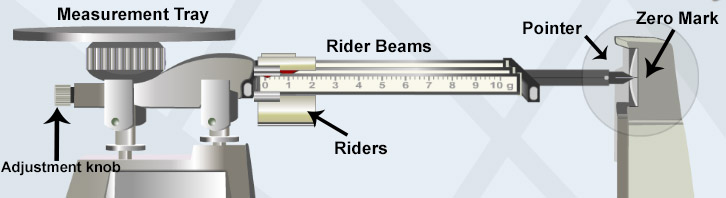 Measurement Tray
Pointer
Zero Mark
Rider Beams
0 1 2 3 4 5 6 7 8 9 10 g
Riders
Adjustment knob